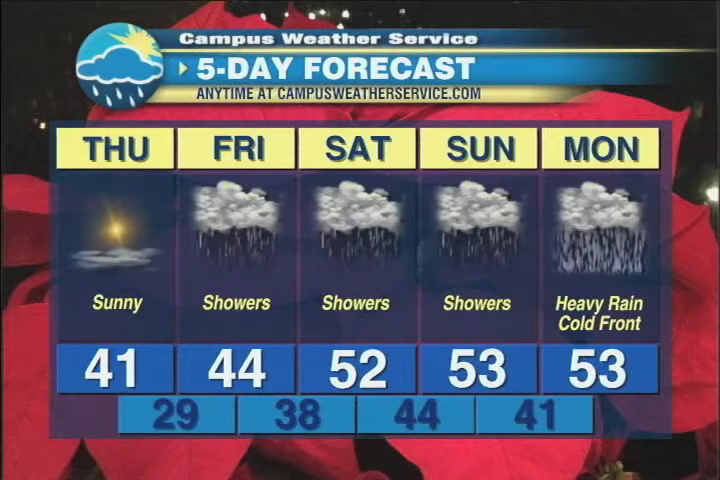 Campus Weather Service
5-DAY FORECAST
ANYTIME AT CAMPUSWEATHERSERVICE.COM
THU FRI SAT SUN MON
Sunny Showers Showers Showers Heavy Rain
Cold Front
41 44 52 53 53
29 38 44 41